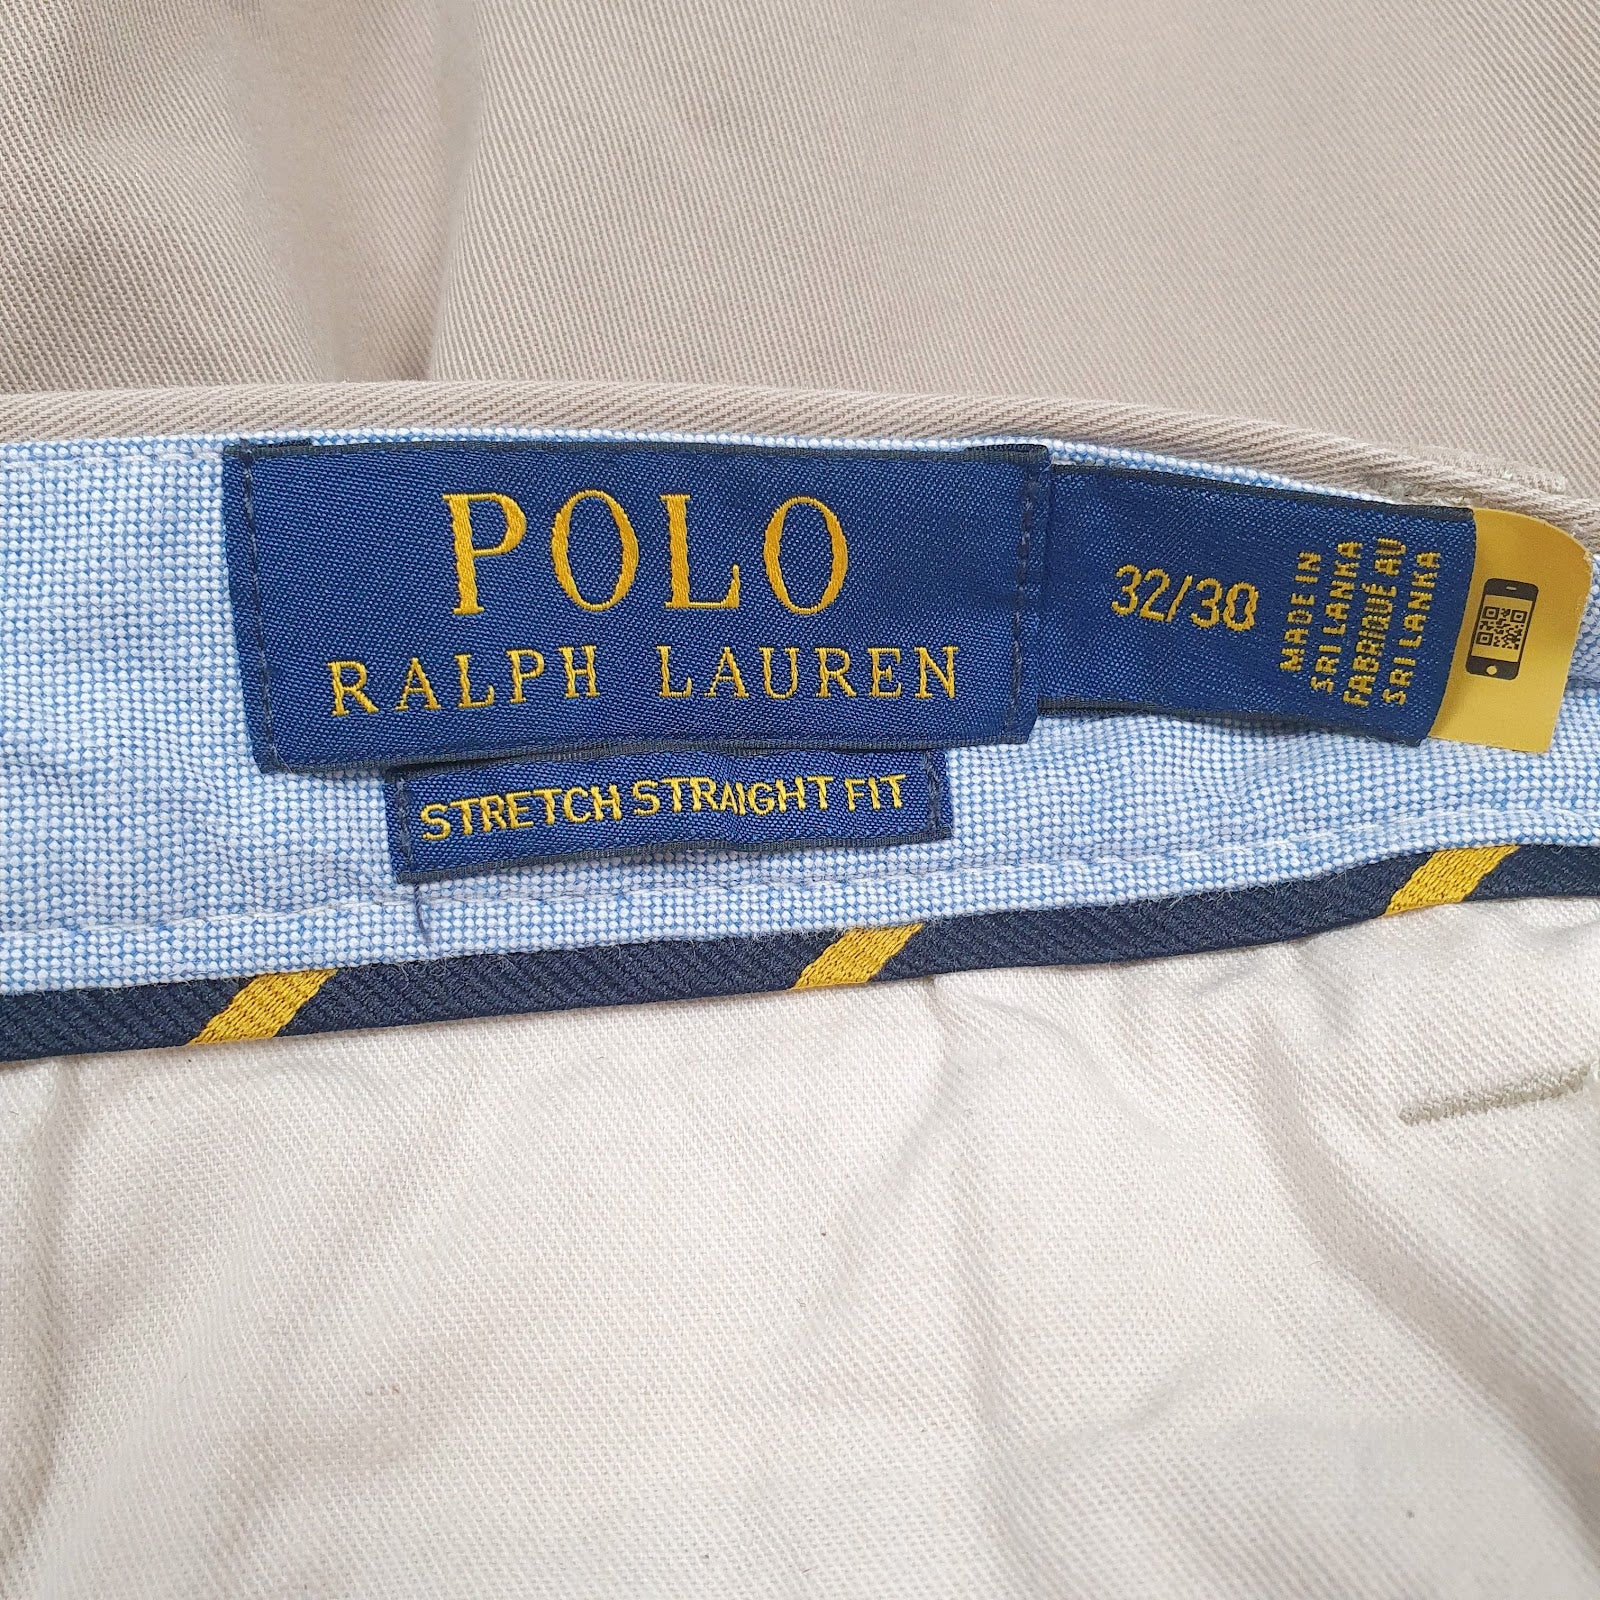 POLO
RALPH LAUREN
STRETCH STRAIGHT FIT
32/30
MADE IN
SRI LANKA
FABRIQUÉ AU
SRI LANKA